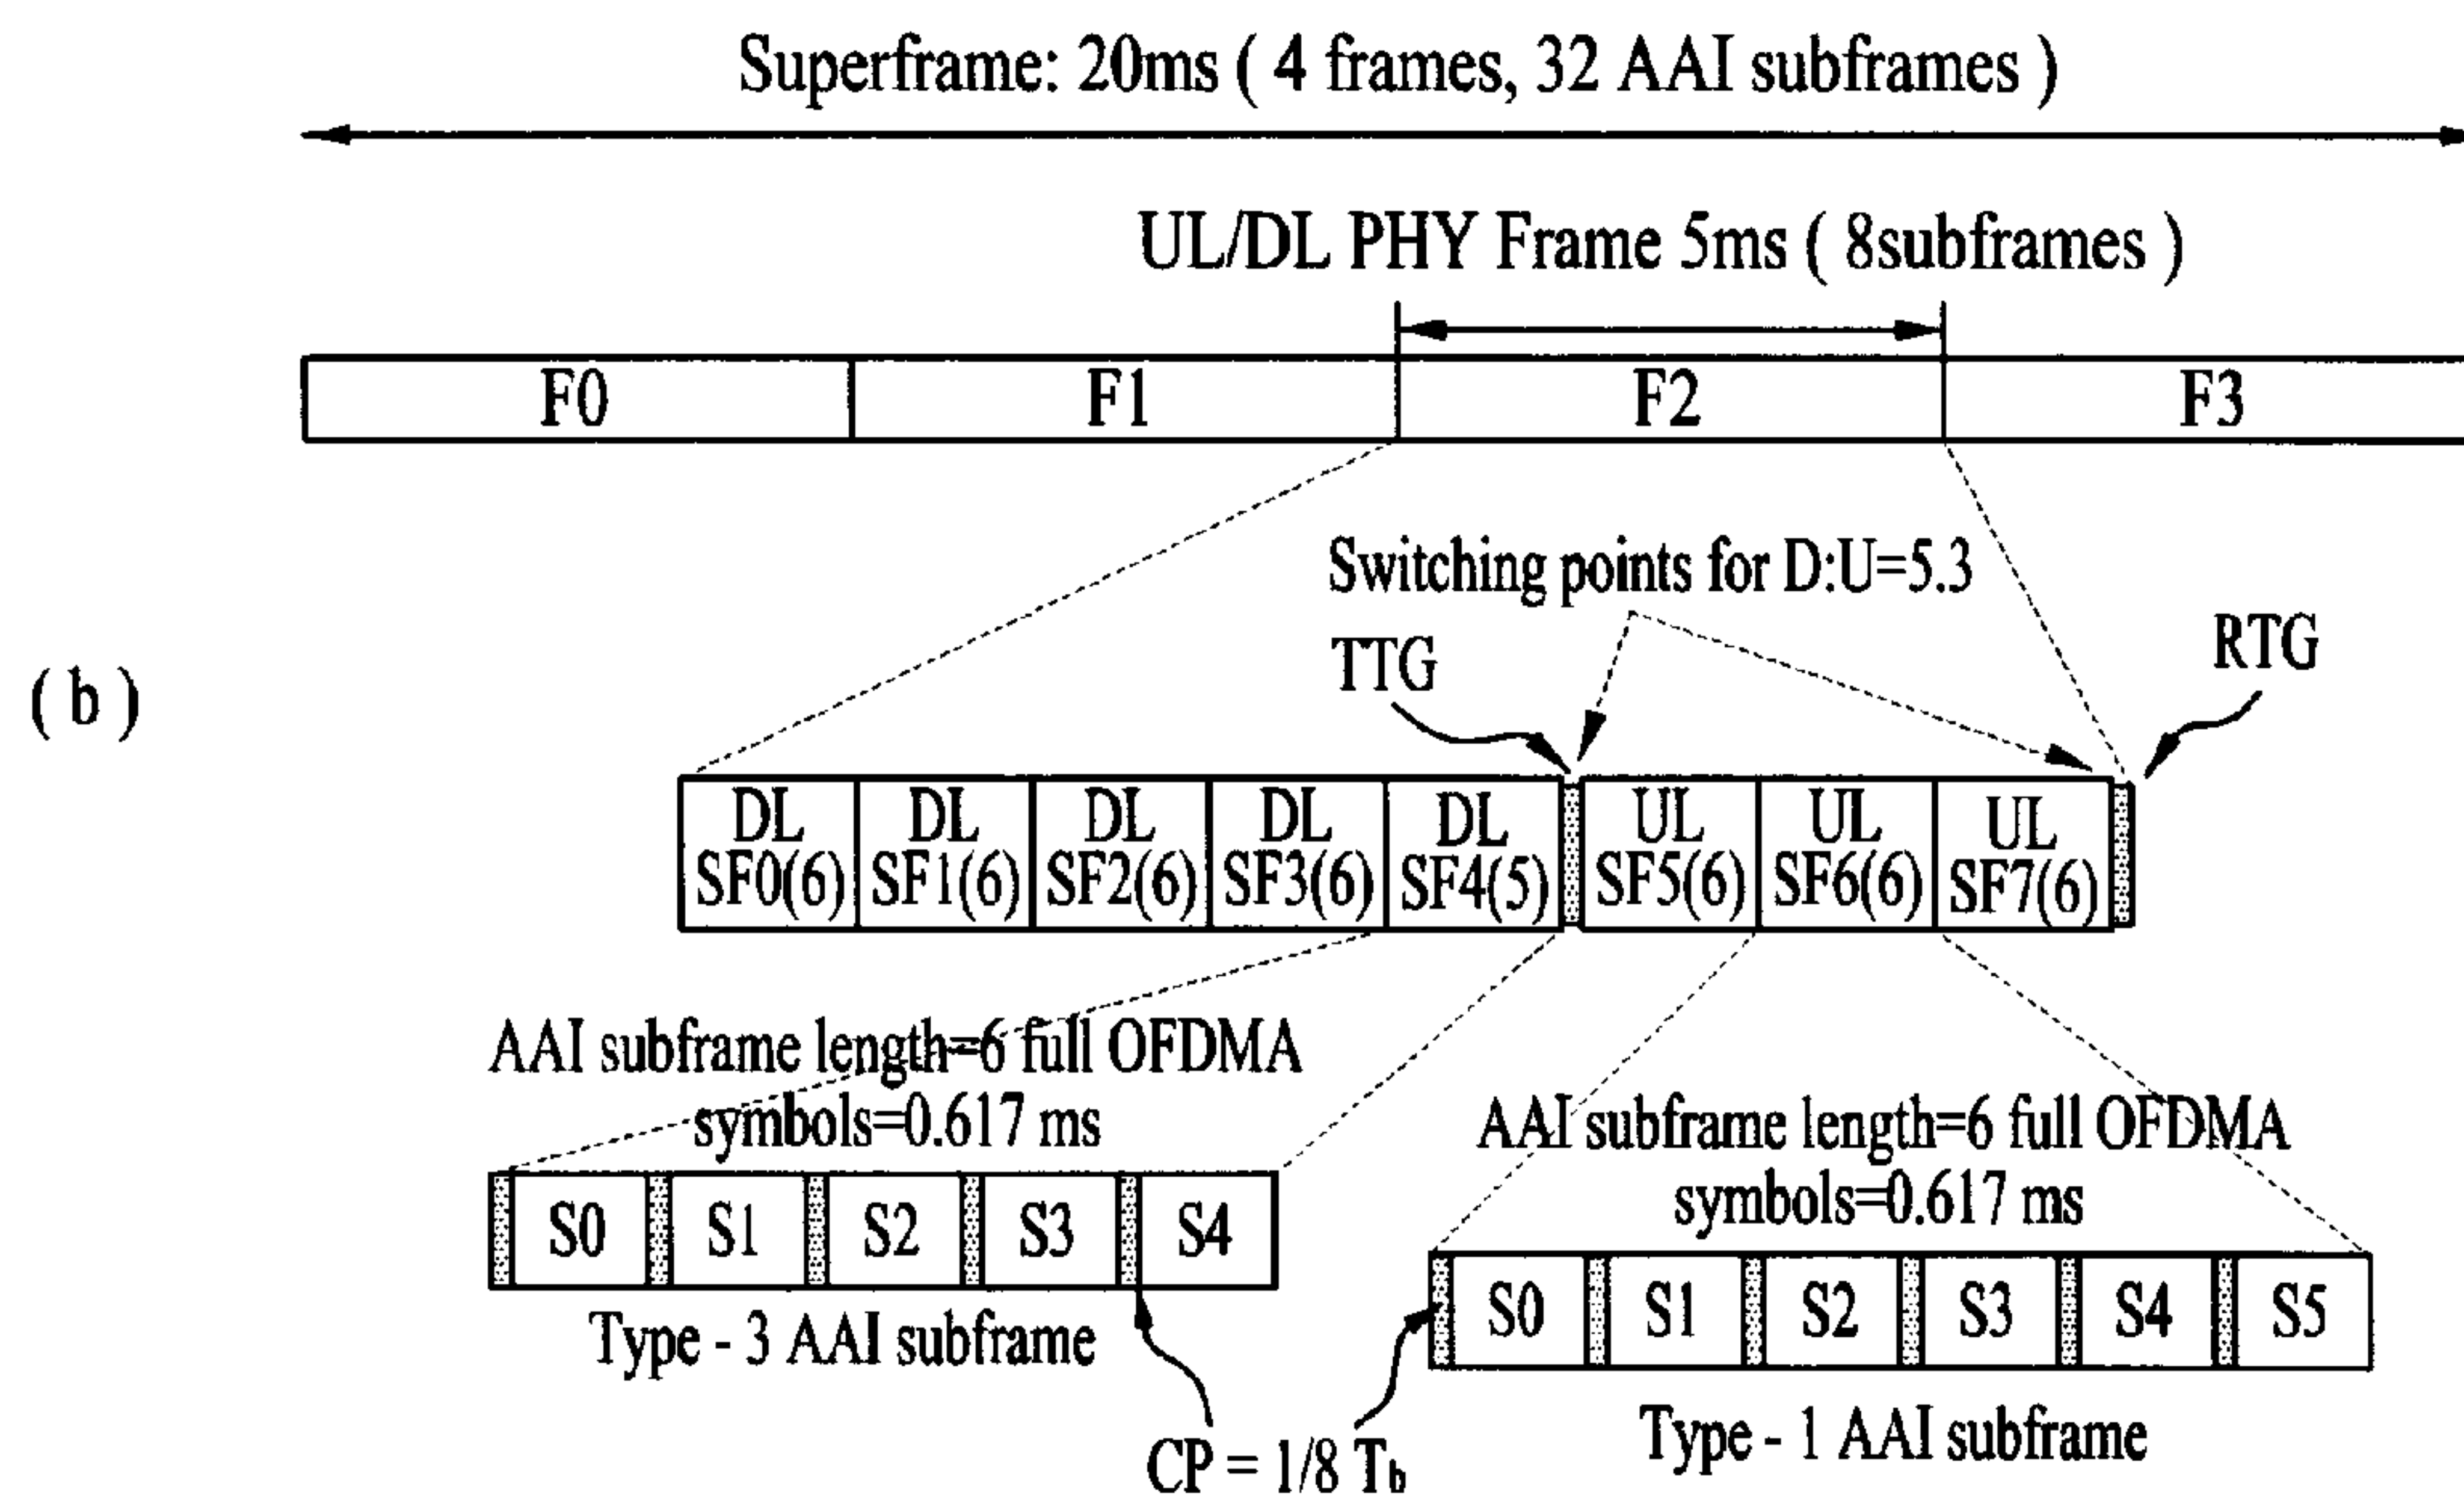 Superframe: 20ms ( 4 frames, 32 AAI subframes )
UL/DL PHY Frame 5ms ( 8subframes )
F0 F1 F2 F3
Switching points for D:U=5.3
TTG
RTG
( b )
DL DL DL DL DL UL UL UL
SF0(6) SF1(6) SF2(6) SF3(6) SF4(5) SF5(6) SF6(6) SF7(6)
AAI subframe length=6 full OFDMA
symbols=0.617 ms
S0 S1 S2 S3 S4
Type - 3 AAI subframe
AAI subframe length=6 full OFDMA
symbols=0.617 ms
S0 S1 S2 S3 S4 S5
Type - 1 AAI subframe
CP = 1/8 Tb